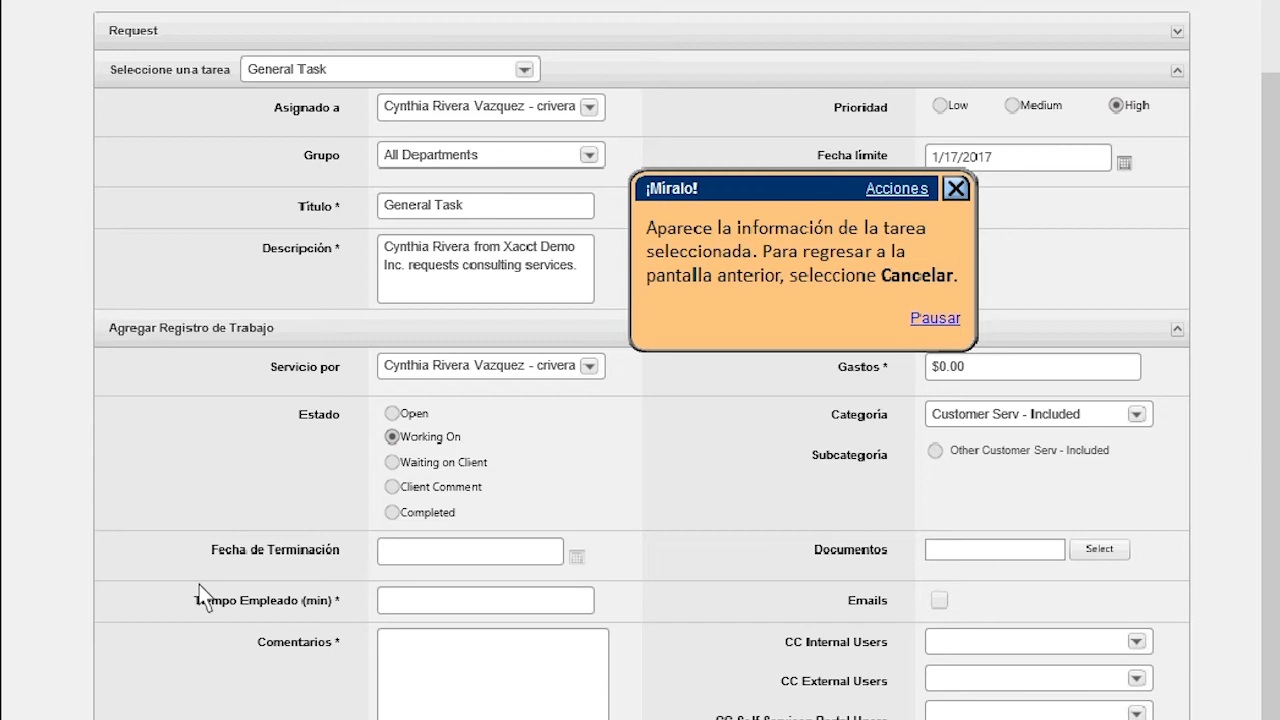 Request
Seleccione una tarea General Task
Asignado a Cynthia Rivera Vazquez - crivera Prioridad Low Medium High
Grupo All Departments Fecha límite 1/17/2017
¡Míralo! Acciones
Aparece la información de la tarea
seleccionada. Para regresar a la
pantalla anterior, seleccione Cancelar.
Pausar
Título * General Task
Descripción * Cynthia Rivera from Xacct Demo
Inc. requests consulting services.
Agregar Registro de Trabajo
Servicio por Cynthia Rivera Vazquez - crivera Gastos * $0.00
Estado Open Categoría Customer Serv - Included
Working On
Subcategoría Other Customer Serv - Included
Waiting on Client
Client Comment
Completed
Fecha de Terminación Documentos Select
Tiempo Empleado (min) * Emails
Comentarios * CC Internal Users
CC External Users
CC Self Services Portal Users